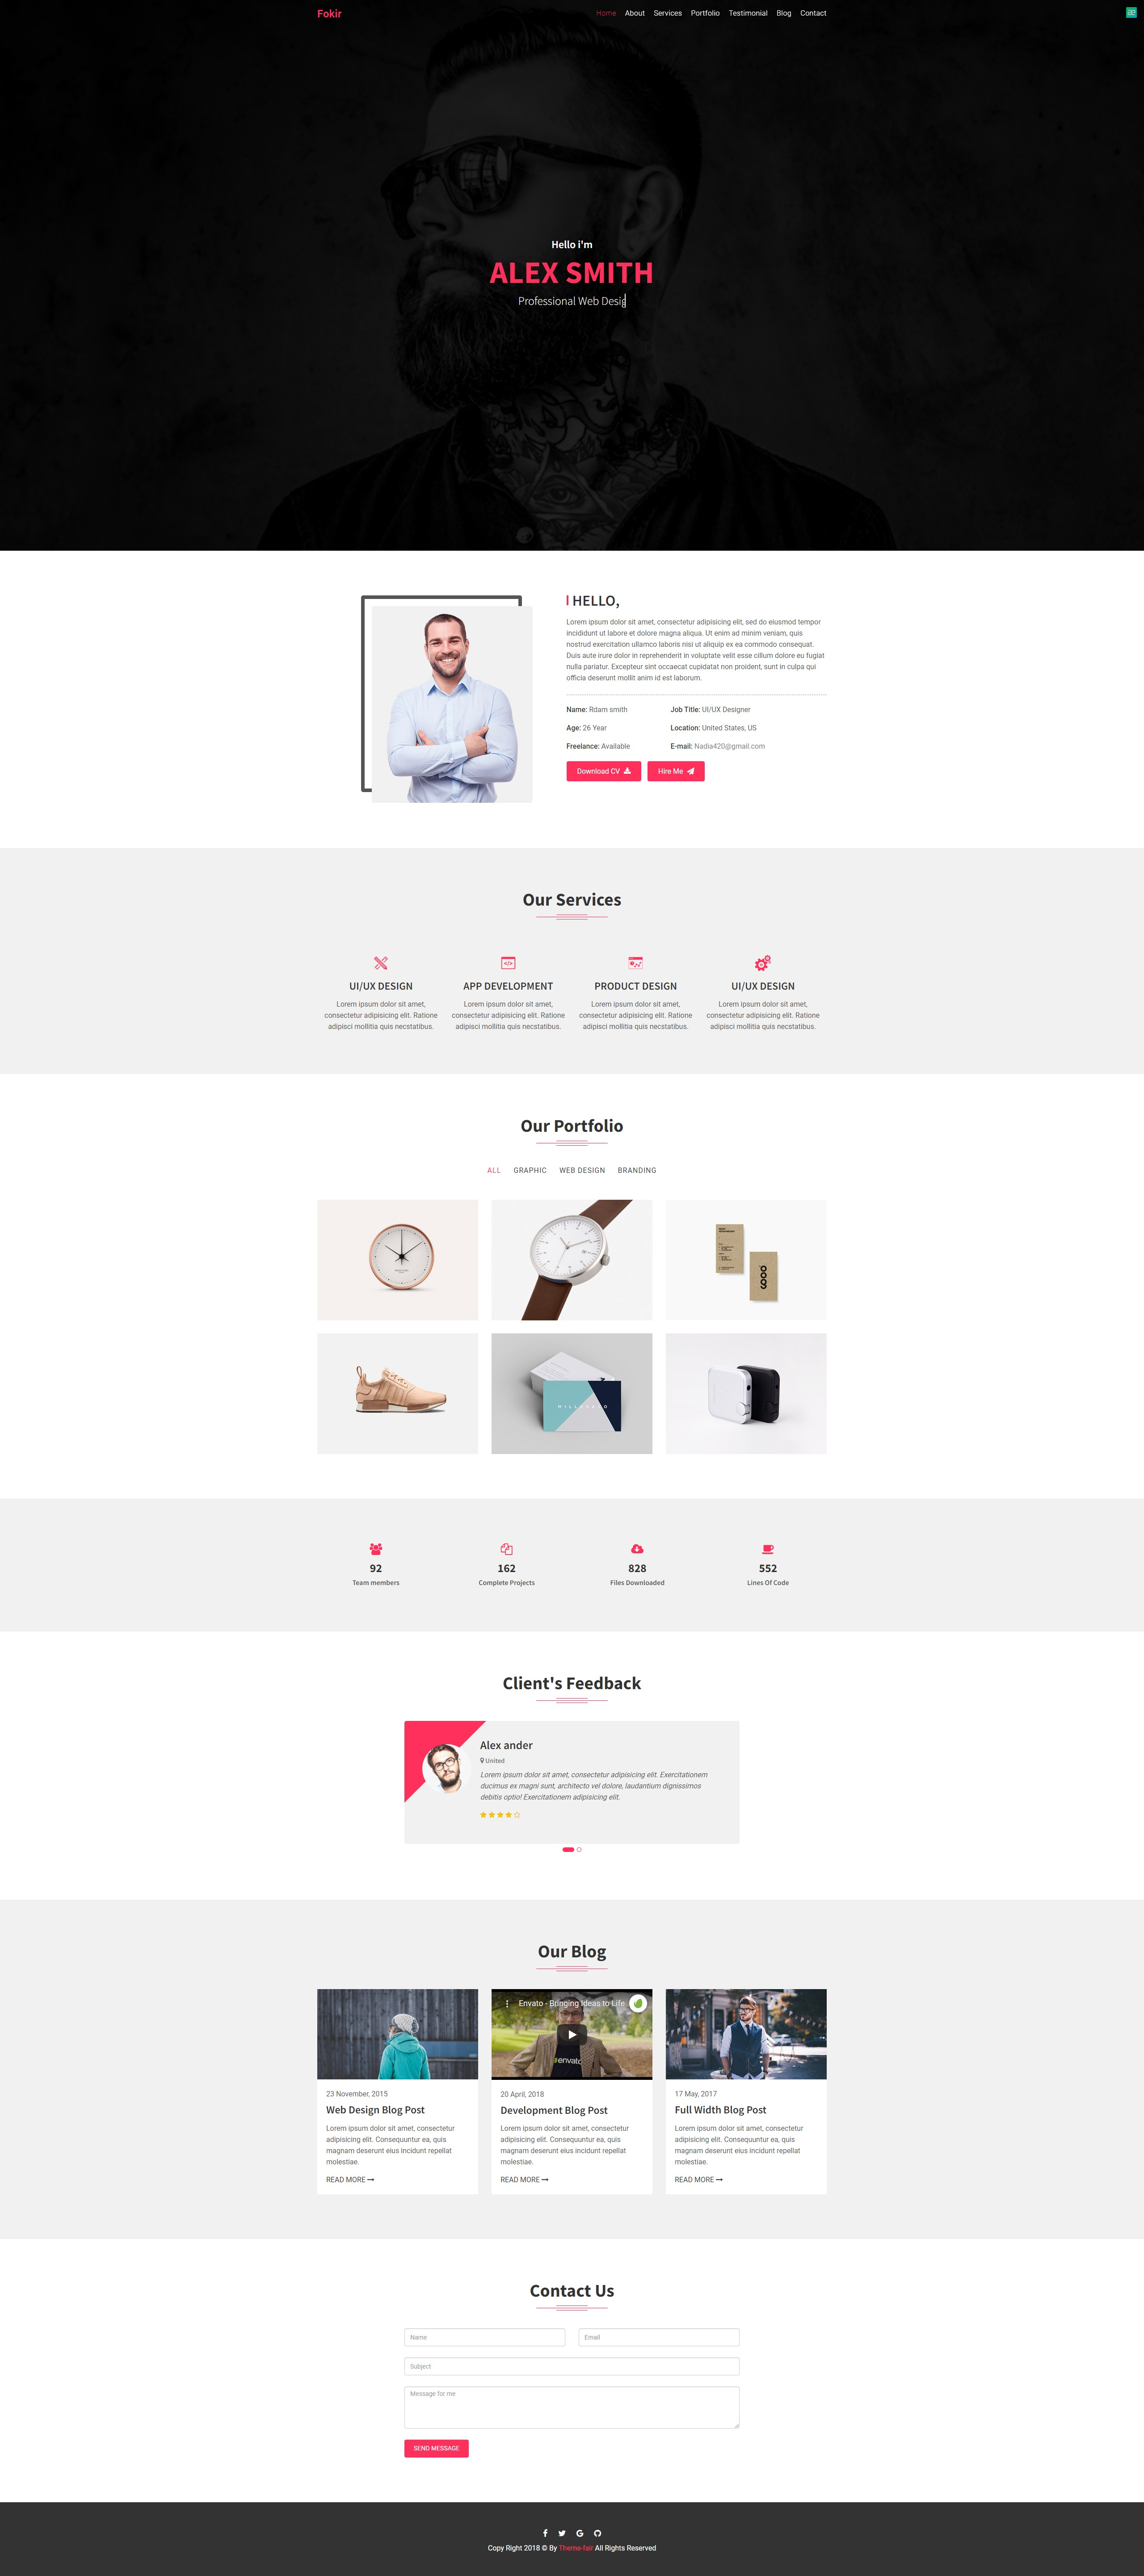 Fokir
Home About Services Portfolio Testimonial Blog Contact
Hello i'm
ALEX SMITH
Professional Web Desig
HELLO,
Lorem ipsum dolor sit amet, consectetur adipisicing elit, sed do eiusmod tempor
incididunt ut labore et dolore magna aliqua. Ut enim ad minim veniam, quis
nostrud exercitation ullamco laboris nisi ut aliquip ex ea commodo consequat.
Duis aute irure dolor in reprehenderit in voluptate velit esse cillum dolore eu fugiat
nulla pariatur. Excepteur sint occaecat cupidatat non proident, sunt in culpa qui
officia deserunt mollit anim id est laborum.
Name: Rdam smith
Job Title: UI/UX Designer
Age: 26 Year
Location: United States, US
Freelance: Available
E-mail: Nadia420@gmail.com
Download CV
Hire Me
Our Services
UI/UX DESIGN
Lorem ipsum dolor sit amet,
consectetur adipisicing elit. Ratione
adipisci mollitia quis necstatibus.
APP DEVELOPMENT
Lorem ipsum dolor sit amet,
consectetur adipisicing elit. Ratione
adipisci mollitia quis necstatibus.
PRODUCT DESIGN
Lorem ipsum dolor sit amet,
consectetur adipisicing elit. Ratione
adipisci mollitia quis necstatibus.
UI/UX DESIGN
Lorem ipsum dolor sit amet,
consectetur adipisicing elit. Ratione
adipisci mollitia quis necstatibus.
Our Portfolio
ALL GRAPHIC WEB DESIGN BRANDING
92
Team members
162
Complete Projects
828
Files Downloaded
552
Lines Of Code
Client's Feedback
Alex ander
United
Lorem ipsum dolor sit amet, consectetur adipisicing elit. Exercitationem
ducimus ex magni sunt, architecto vel dolore, laudantium dignissimos
debitis optio! Exercitationem adipisicing elit.
Our Blog
23 November, 2015
Web Design Blog Post
Lorem ipsum dolor sit amet, consectetur
adipisicing elit. Consequuntur ea, quis
magnam deserunt eius incidunt repellat
molestiae.
READ MORE
Envato - Bringing Ideas to Life
envato
20 April, 2018
Development Blog Post
Lorem ipsum dolor sit amet, consectetur
adipisicing elit. Consequuntur ea, quis
magnam deserunt eius incidunt repellat
molestiae.
READ MORE
17 May, 2017
Full Width Blog Post
Lorem ipsum dolor sit amet, consectetur
adipisicing elit. Consequuntur ea, quis
magnam deserunt eius incidunt repellat
molestiae.
READ MORE
Contact Us
Name
Email
Subject
Message for me
SEND MESSAGE
Copy Right 2018 © By Theme-fair All Rights Reserved